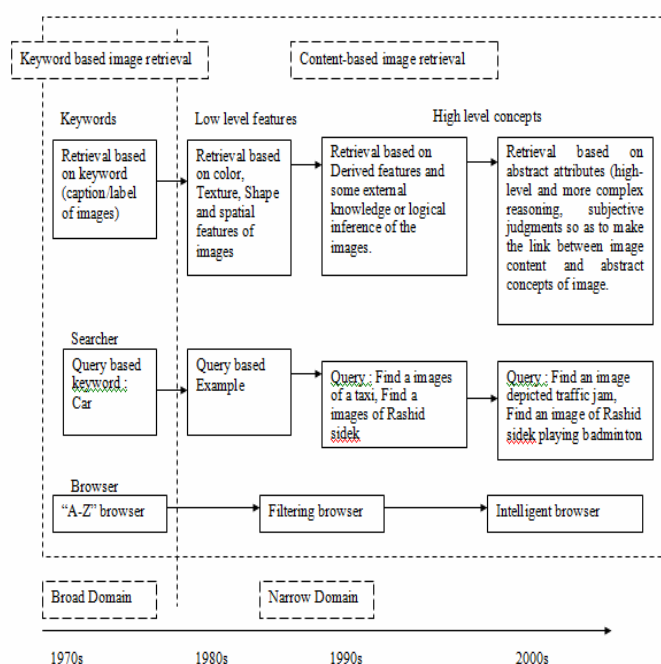 Keyword based image retrieval
Content-based image retrieval
Keywords
Low level features
High level concepts
Retrieval based
on keyword
(caption/label
of images)
Retrieval based
on color,
Texture, Shape
and spatial
features of
images
Retrieval based on
Derived features and
some external
knowledge or logical
inference of the
images.
Retrieval based on
abstract attributes (high-
level and more complex
reasoning, subjective
judgments so as to make
the link between image
content and abstract
concepts of image.
Searcher
Query based
keyword :
Car
Query based
Example
Query : Find a images
of a taxi, Find a
images of Rashid
sidek
Query : Find an image
depicted traffic jam,
Find an image of Rashid
sidek playing badminton
Browser
“A-Z” browser
Filtering browser
Intelligent browser
Broad Domain
Narrow Domain
1970s
1980s
1990s
2000s